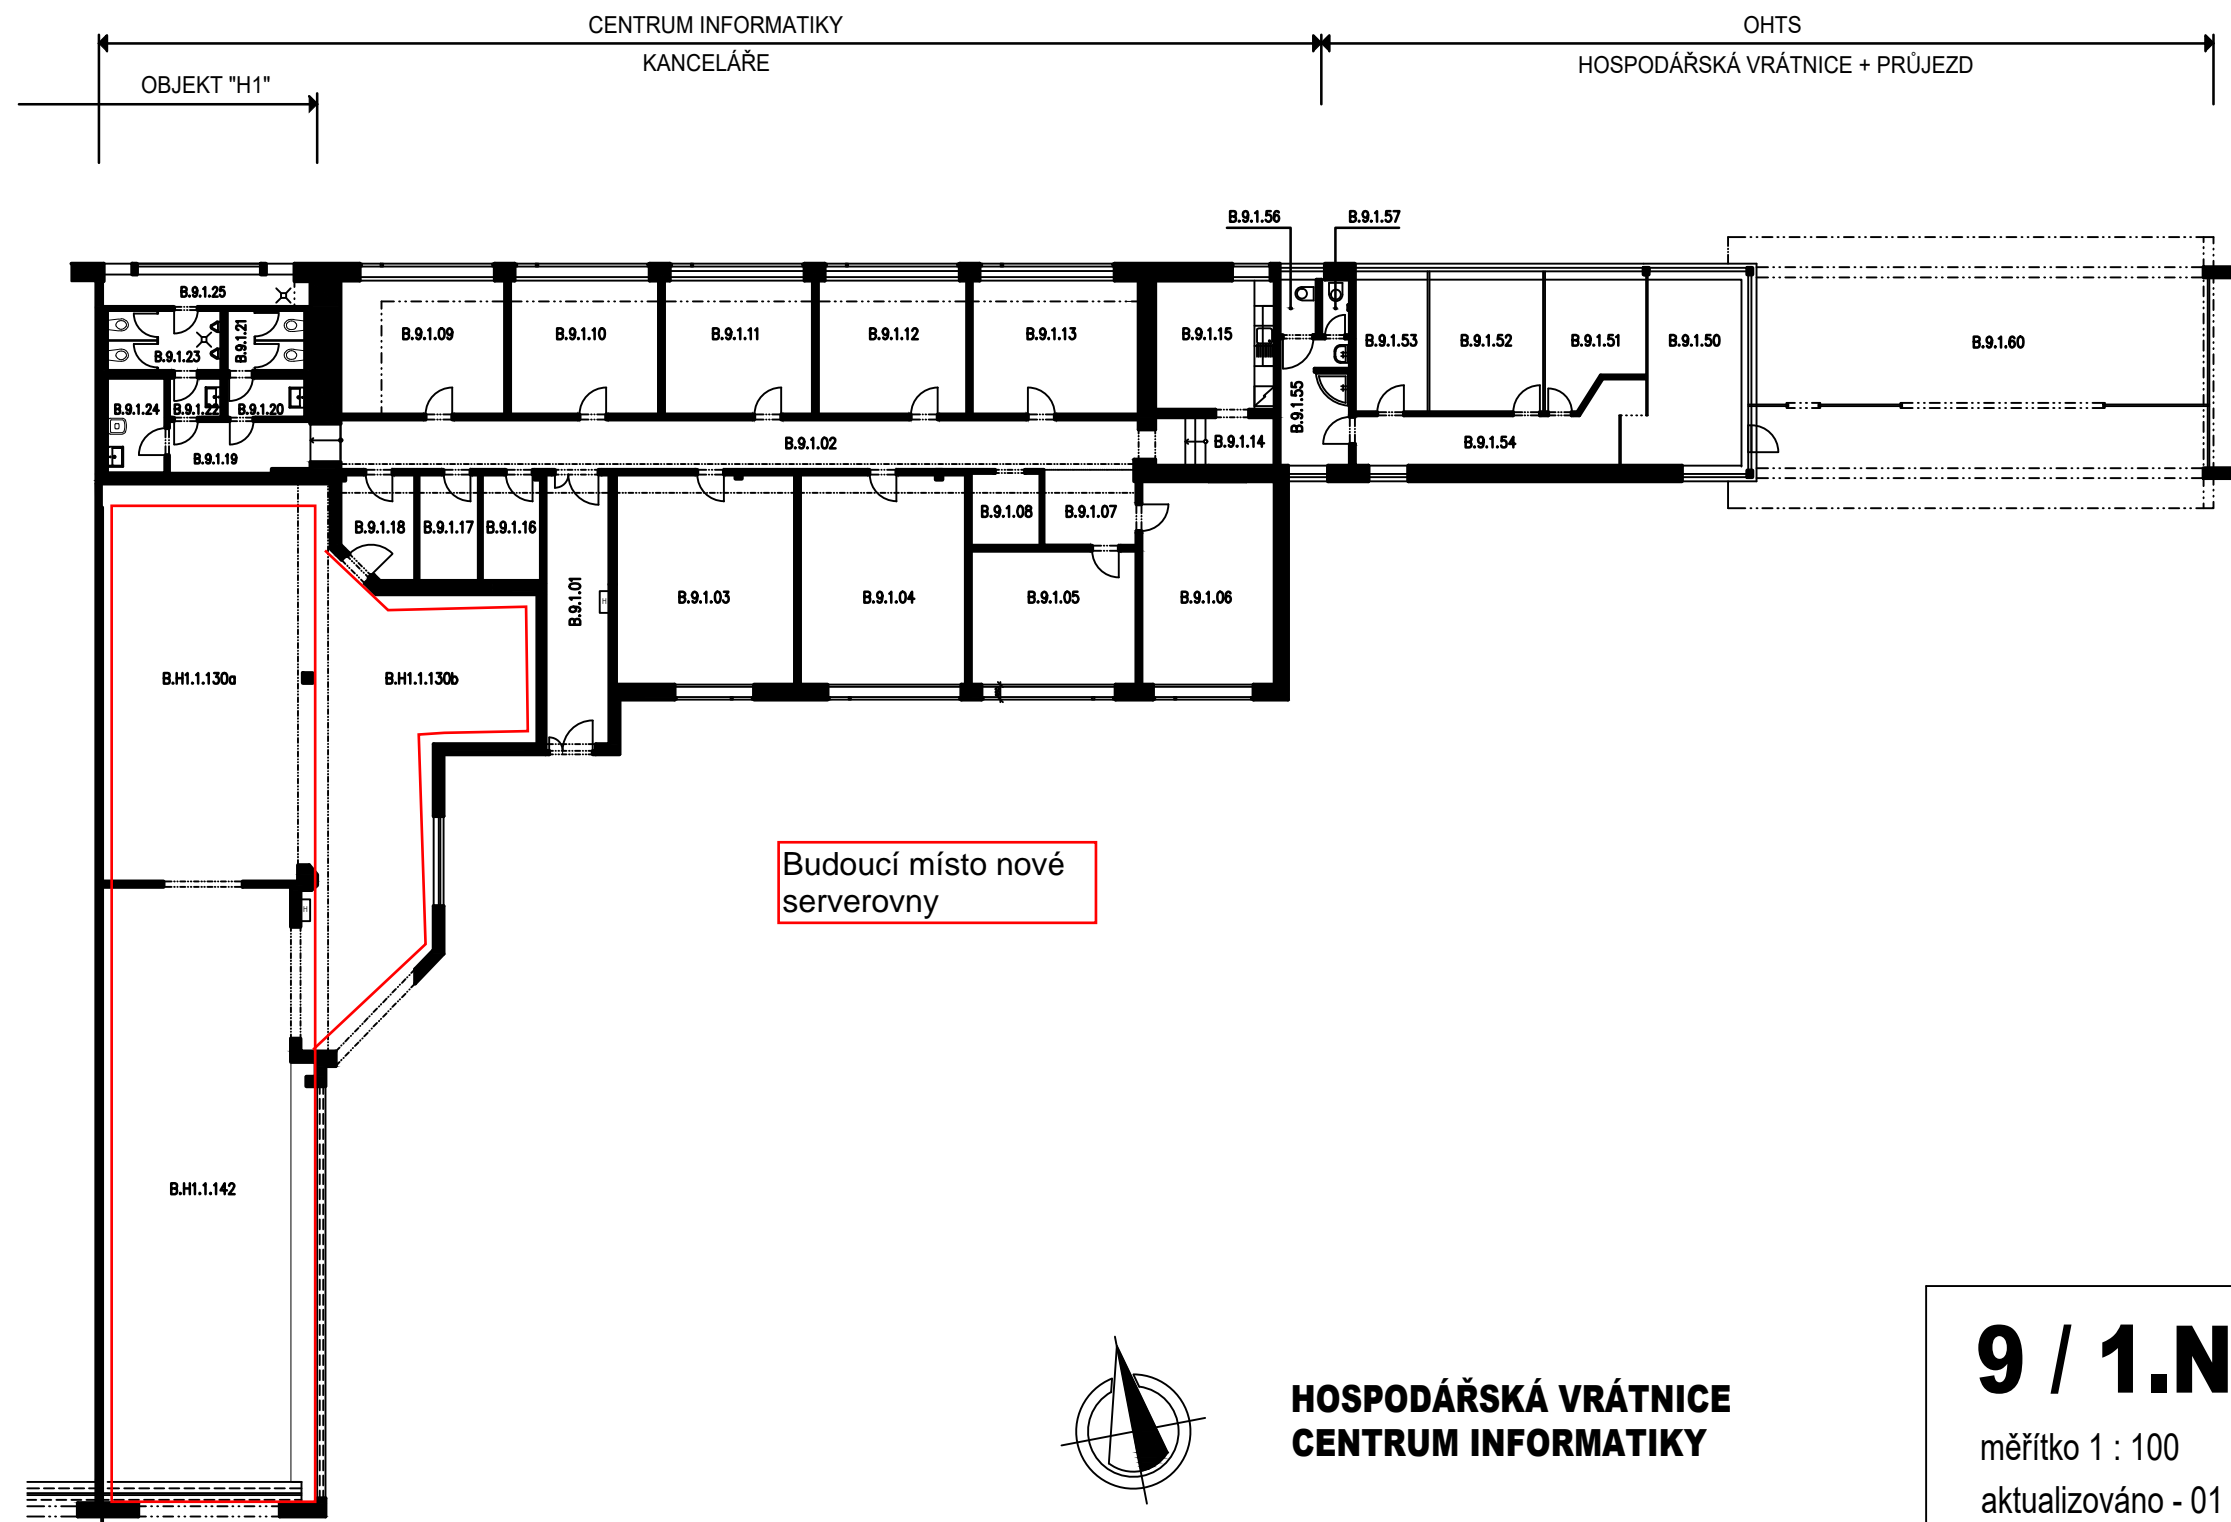 CENTRUM INFORMATIKY
OHTS
KANCELÁŘE
HOSPODÁŘSKÁ VRÁTNICE + PRŮJEZD
OBJEKT "H1"
B.9.1.56
B.9.1.57
B.9.1.25
B.9.1.21
B.9.1.23
B.9.1.09
B.9.1.10
B.9.1.11
B.9.1.12
B.9.1.13
B.9.1.15
B.9.1.53
B.9.1.52
B.9.1.51
B.9.1.50
B.9.1.60
B.9.1.24
B.9.1.22
B.9.1.20
B.9.1.55
B.9.1.19
B.9.1.02
B.9.1.14
B.9.1.54
B.9.1.18
B.9.1.17
B.9.1.16
B.9.1.08
B.9.1.07
B.9.1.01
H
B.9.1.03
B.9.1.04
B.9.1.05
B.9.1.06
B.H1.1.130a
B.H1.1.130b
Budoucí místo nové
serverovny
H
B.H1.1.142
HOSPODÁŘSKÁ VRÁTNICE
CENTRUM INFORMATIKY
9 / 1.N
měřítko 1 : 100
aktualizováno - 01